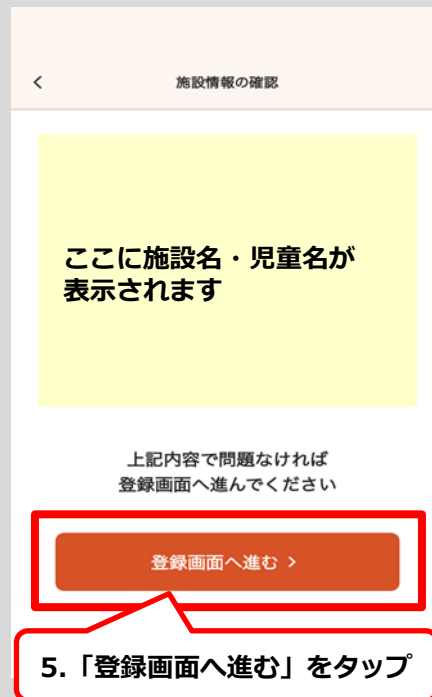 施設情報の確認
ここに施設名・児童名が
表示されます
上記内容で問題なければ
登録画面へ進んでください
登録画面へ進む >
5.「登録画面へ進む」をタップ